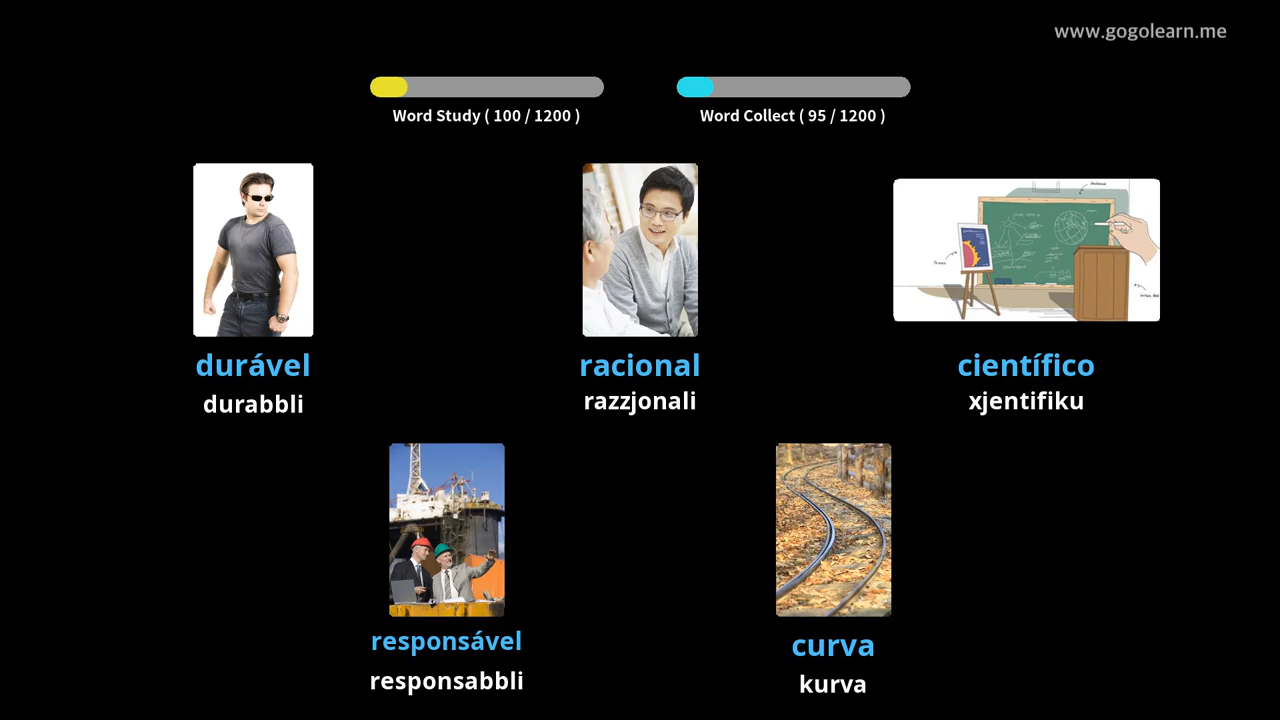 www.gogolearn.me
Word Study ( 100 / 1200 )
Word Collect ( 95 / 1200 )
durável
durabbli
racional
razzjonali
científico
xjentifiku
responsável
responsabbli
curva
kurva